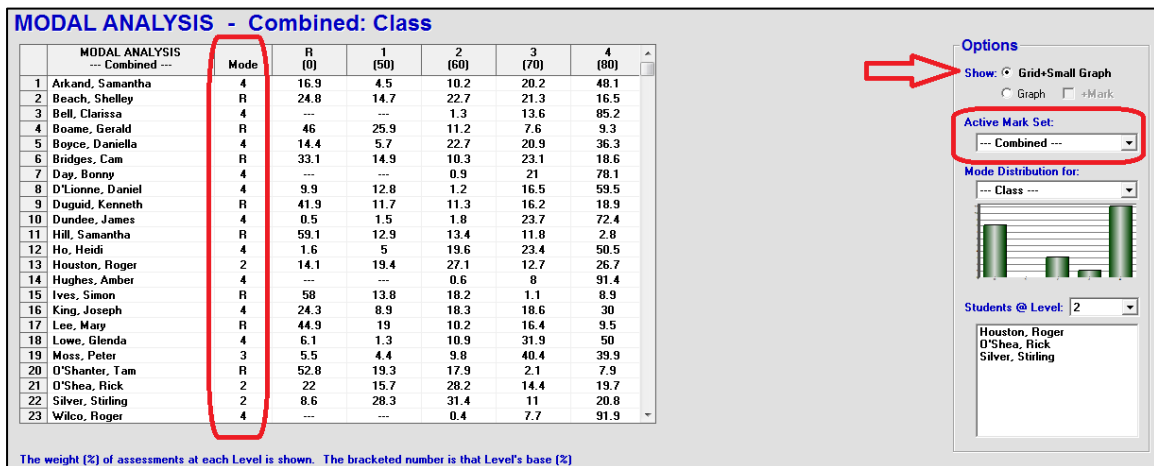 MODAL ANALYSIS - Combined: Class
MODAL ANALYSIS
--- Combined --- Mode R (0) 1 (50) 2 (60) 3 (70) 4 (80)
1 Arkand, Samantha 4 16.9 4.5 10.2 20.2 48.1
2 Beach, Shelley R 24.8 14.7 22.7 21.3 16.5
3 Bell, Clarissa 4 --- --- 1.3 13.6 85.2
4 Boame, Gerald R 46 25.9 11.2 7.6 9.3
5 Boyce, Daniella 4 14.4 5.7 22.7 20.9 36.3
6 Bridges, Cam R 33.1 14.9 10.3 23.1 18.6
7 Day, Bonny 4 --- --- 0.9 21 78.1
8 D'Lionne, Daniel 4 9.9 12.8 1.2 16.5 59.5
9 Duguid, Kenneth R 41.9 11.7 11.3 16.2 18.9
10 Dundee, James 4 0.5 1.5 1.8 23.7 72.4
11 Hill, Samantha R 59.1 12.9 13.4 11.8 2.8
12 Ho, Heidi 4 1.6 5 19.6 23.4 50.5
13 Houston, Roger 2 14.1 19.4 27.1 12.7 26.7
14 Hughes, Amber 4 --- --- 0.6 8 91.4
15 Ives, Simon R 58 13.8 18.2 1.1 8.9
16 King, Joseph 4 24.3 8.9 18.3 18.6 30
17 Lee, Mary R 44.9 19 10.2 16.4 9.5
18 Lowe, Glenda 4 6.1 1.3 10.9 31.9 50
19 Moss, Peter 3 5.5 4.4 9.8 40.4 39.9
20 O'Shanter, Tam R 52.8 19.3 17.9 2.1 7.9
21 O'Shea, Rick 2 22 15.7 28.2 14.4 19.7
22 Silver, Stirling 2 8.6 28.3 31.4 11 20.8
23 Wilco, Roger 4 --- --- 0.4 7.7 91.9
The weight (%) of assessments at each Level is shown. The bracketed number is that Level's base (%)
Options
Show: Grid+Small Graph
Graph +Mark
Active Mark Set:
--- Combined ---
Mode Distribution for:
--- Class ---
Students @ Level: 2
Houston, Roger
O'Shea, Rick
Silver, Stirling